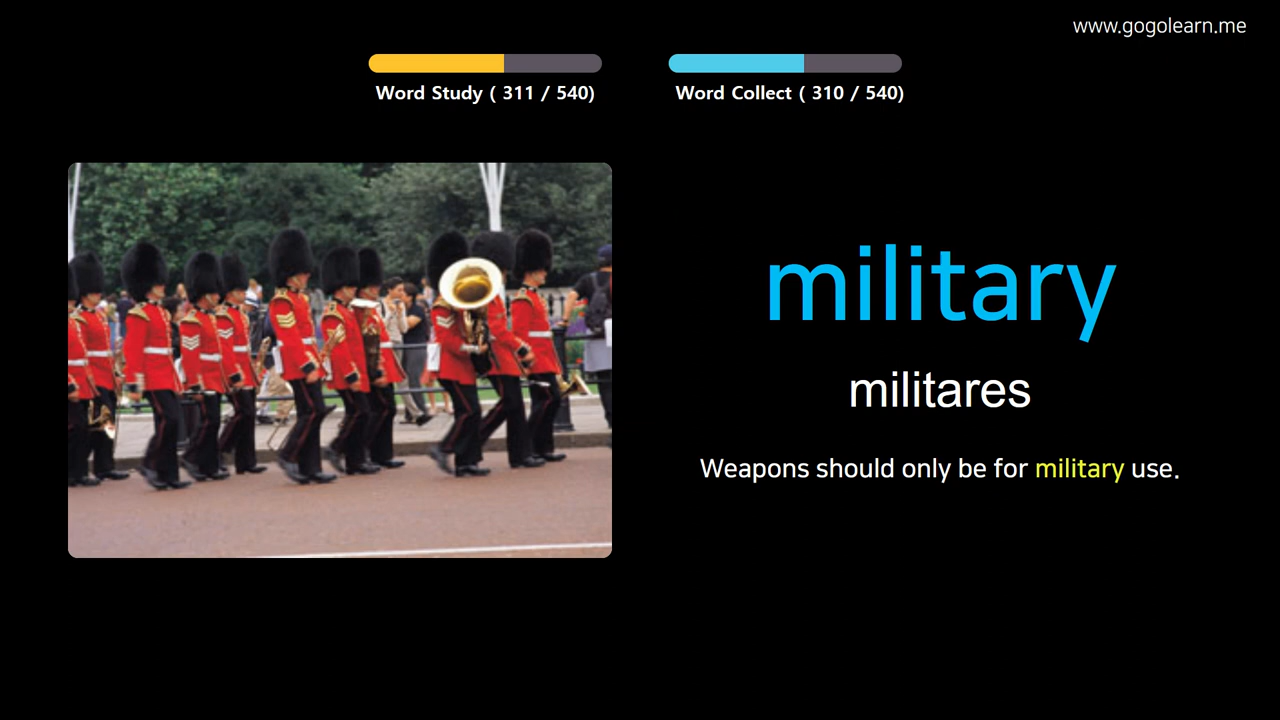 www.gogolearn.me
Word Study ( 311 / 540)
Word Collect ( 310 / 540)
military
militares
Weapons should only be for military use.